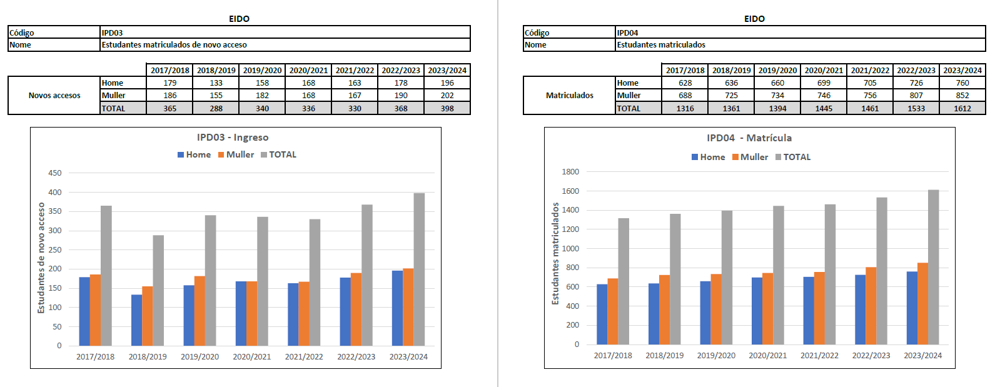 EIDO
Código IPD03
Nome Estudantes matriculados de novo acceso
2017/2018 2018/2019 2019/2020 2020/2021 2021/2022 2022/2023 2023/2024
Novos accesos
Home 179 133 158 168 163 178 196
Muller 186 155 182 168 167 190 202
TOTAL 365 288 340 336 330 368 398
IPD03 - Ingreso
Home Muller TOTAL
Estudantes de novo acceso
450
400
350
300
250
200
150
100
50
0
2017/2018 2018/2019 2019/2020 2020/2021 2021/2022 2022/2023 2023/2024
EIDO
Código IPD04
Nome Estudantes matriculados
2017/2018 2018/2019 2019/2020 2020/2021 2021/2022 2022/2023 2023/2024
Matriculados
Home 628 636 660 699 705 726 760
Muller 688 725 734 746 756 807 852
TOTAL 1316 1361 1394 1445 1461 1533 1612
IPD04 - Matrícula
Home Muller TOTAL
Estudantes matriculados
1800
1600
1400
1200
1000
800
600
400
200
0
2017/2018 2018/2019 2019/2020 2020/2021 2021/2022 2022/2023 2023/2024